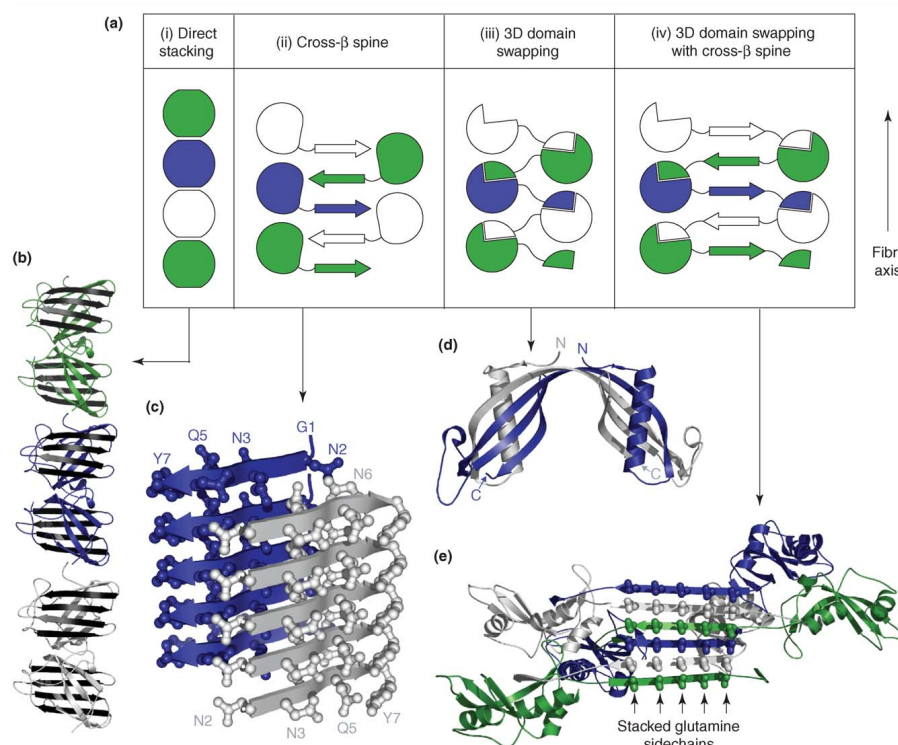 (a)
(i) Direct
stacking
(ii) Cross-β spine
(iii) 3D domain
swapping
(iv) 3D domain swapping
with cross-β spine
Fibr
axis
(b)
(c)
G1
N3
Q5
N2
Y7
N6
N2
N3
Q5
Y7
(d)
N N
C
C
(e)
Stacked glutamine
sidechains